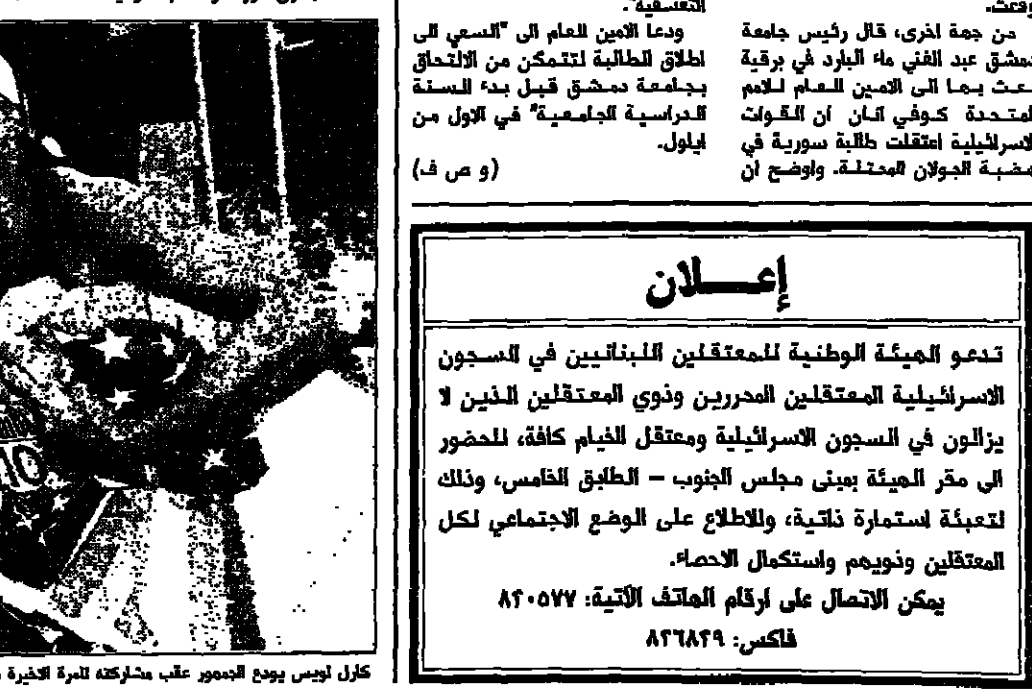 وقعت.
من جهة اخرى، قال رئيس جامعة
دمشق عبد الغني ماء البارد في برقية
بعث بها الى الامين العام للامم
المتحدة كوفي انان ان القوات
الاسرائيلية اعتقلت طالبة سورية في
هضبة الجولان المحتلة. واوضح ان
التعسفية".
ودعا الامين العام الى "السعي الى
اطلاق الطالبة لتتمكن من الالتحاق
بجامعة دمشق قبل بدء السنة
الدراسية الجامعية" في الاول من
ايلول.
(و ص ف)
إعـــلان
تدعو الهيئة الوطنية للمعتقلين اللبنانيين في السجون
الاسرائيلية المعتقلين المحررين وذوي المعتقلين الذين لا
يزالون في السجون الاسرائيلية ومعتقل الخيام كافة، للحضور
الى مقر الهيئة بمبنى مجلس الجنوب – الطابق الخامس، وذلك
لتعبئة استمارة ذاتية، وللاطلاع على الوضع الاجتماعي لكل
المعتقلين وذويهم واستكمال الاحصاء.
يمكن الاتصال على ارقام الهاتف الآتية: ٨٢٠٥٧٧
فاكس: ٨٢٦٨٢٩
كارل لويس يودع الجمهور عقب مشاركته للمرة الاخيرة